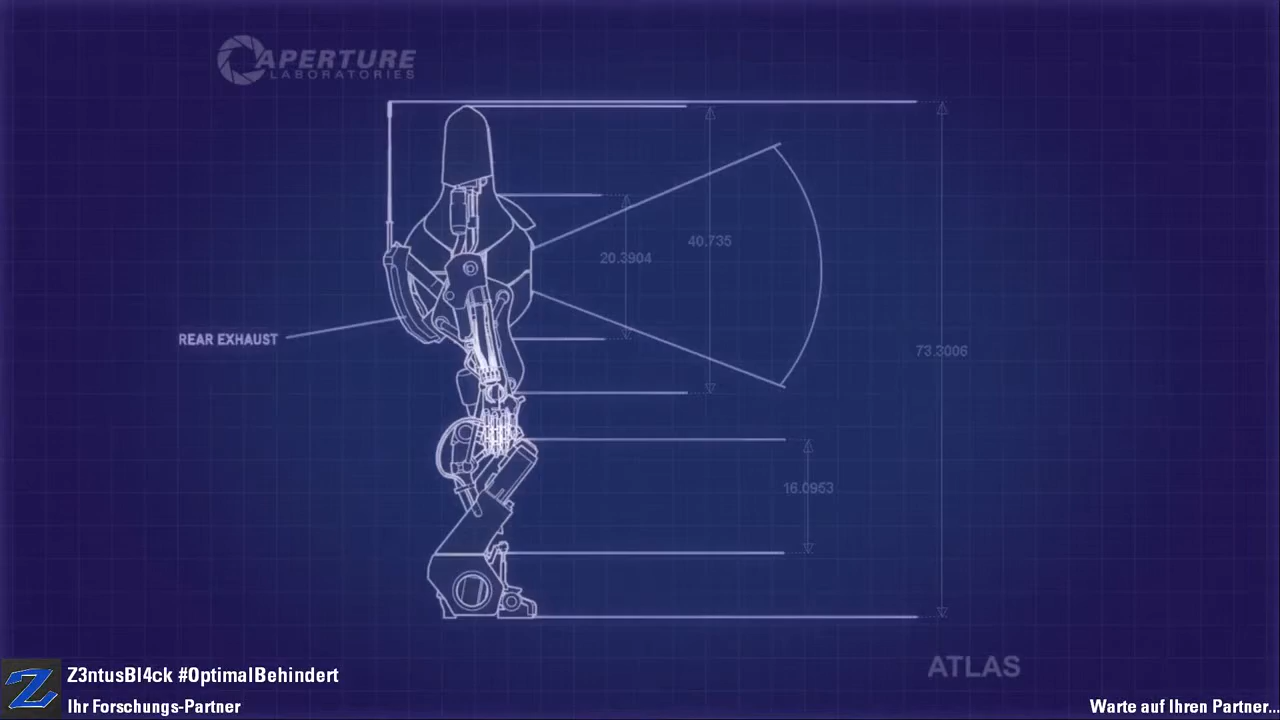 APERTURE
LABORATORIES
40.735
20.3904
REAR EXHAUST
73.3006
16.0953
ATLAS
Z3ntusBl4ck #OptimalBehindert
Ihr Forschungs-Partner
Warte auf Ihren Partner...